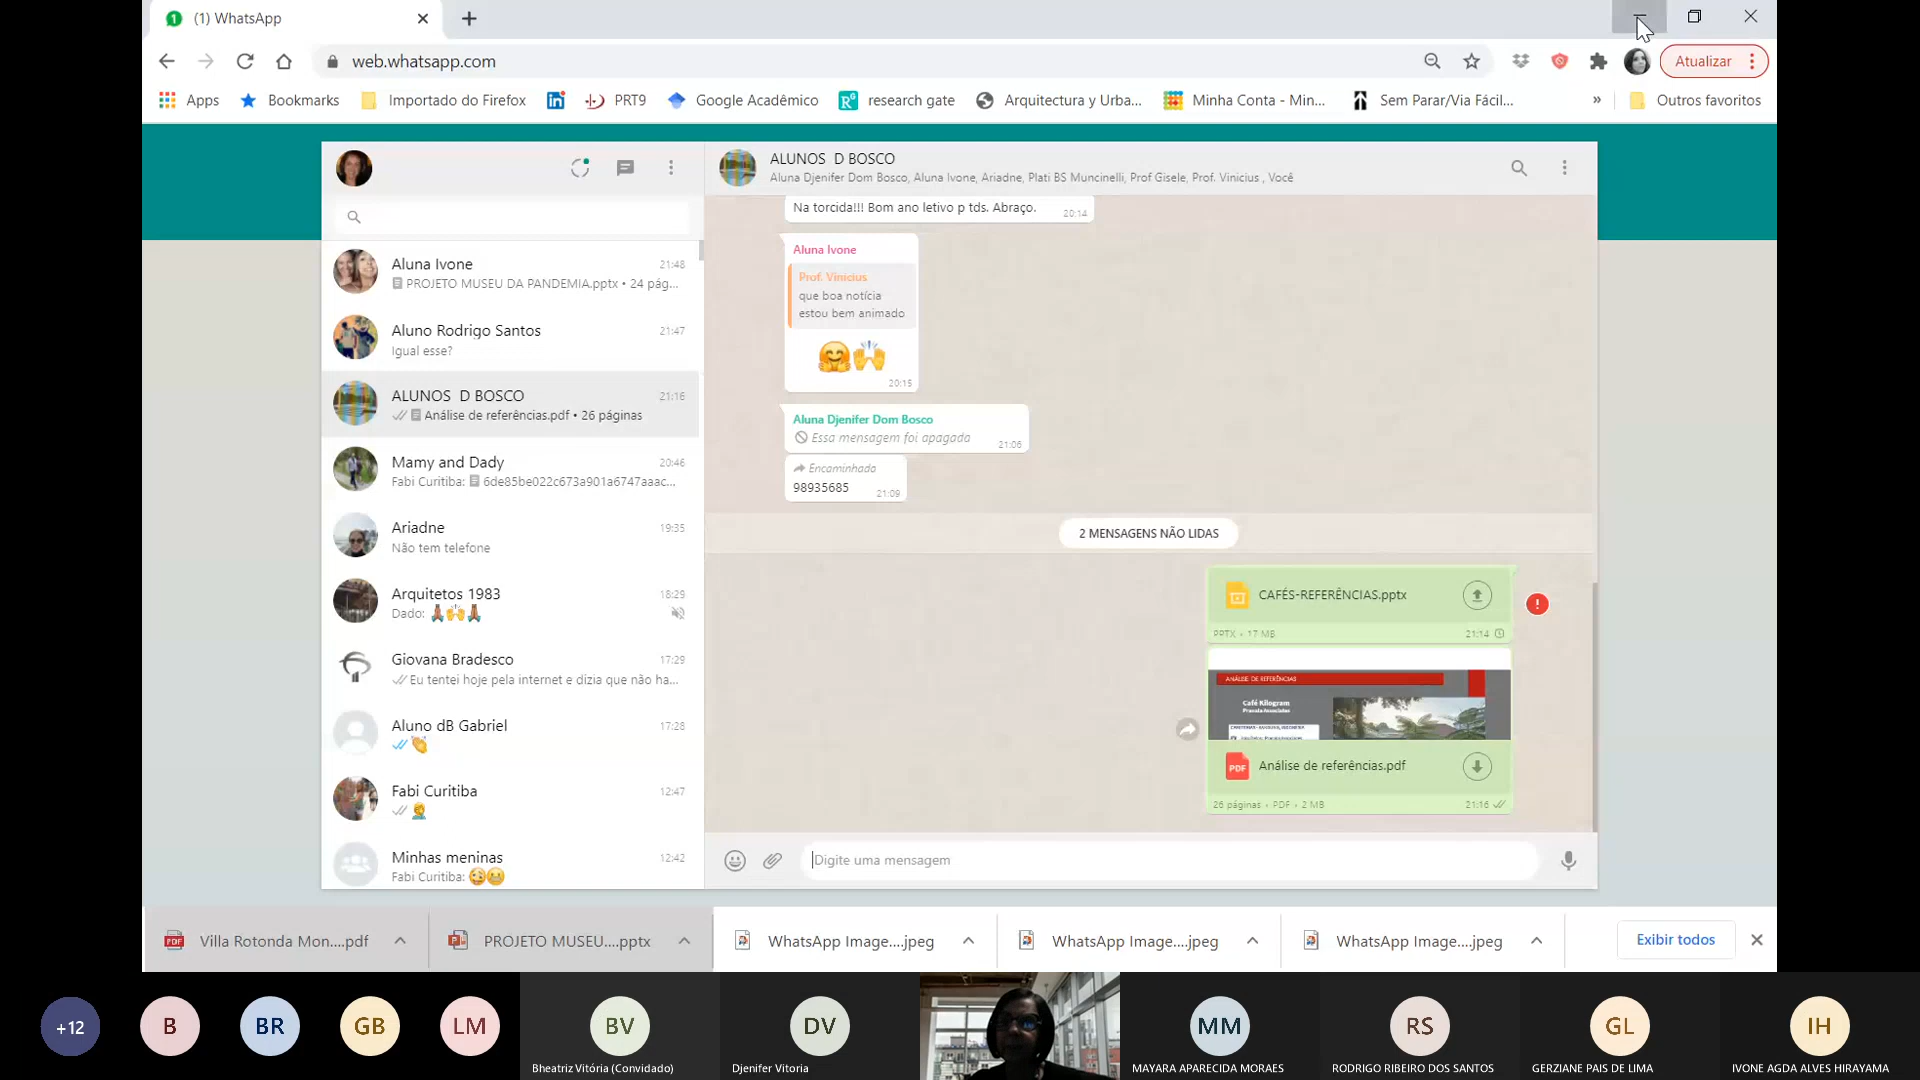 (1) WhatsApp
web.whatsapp.com
Atualizar
Apps
Bookmarks
Importado do Firefox
PRT9
Google Acadêmico
research gate
Arquitectura y Urba...
Minha Conta - Min...
Sem Parar/Via Fácil...
»
Outros favoritos
Aluna Ivone 21:48
PROJETO MUSEU DA PANDEMIA.pptx • 24 pág...
Aluno Rodrigo Santos 21:47
Igual esse?
ALUNOS D BOSCO 21:16
Análise de referências.pdf • 26 páginas
Mamy and Dady 20:46
Fabi Curitiba: 6de85be022c673a901a6747aaac...
Ariadne 19:35
Não tem telefone
Arquitetos 1983 18:29
Dado: 🙏🏽🙌🙏🏽
Giovana Bradesco 17:29
Eu tentei hoje pela internet e dizia que não ha...
Aluno dB Gabriel 17:28
Fabi Curitiba 12:47
Minhas meninas 12:42
Fabi Curitiba:
ALUNOS D BOSCO
Aluna Djenifer Dom Bosco, Aluna Ivone, Ariadne, Plati BS Muncinelli, Prof Gisele, Prof. Vinicius , Você
Na torcida!!! Bom ano letivo p tds. Abraço. 20:14
Aluna Ivone
Prof. Vinicius
que boa notícia
estou bem animado
🤗🙌
20:15
Aluna Djenifer Dom Bosco
Essa mensagem foi apagada 21:06
Encaminhado
98935685 21:09
2 MENSAGENS NÃO LIDAS
CAFÉS-REFERÊNCIAS.pptx
PPTX • 17 MB 21:14
ANÁLISE DE REFERÊNCIAS
Café Kilogram
PDF Análise de referências.pdf
26 páginas • PDF • 2 MB 21:16
Digite uma mensagem
Villa Rotonda Mon....pdf
PROJETO MUSEU....pptx
WhatsApp Image....jpeg
WhatsApp Image....jpeg
WhatsApp Image....jpeg
Exibir todos
+12
B
BR
GB
LM
BV
Bheatriz Vitória (Convidado)
DV
Djenifer Vitoria
MM
MAYARA APARECIDA MORAES
RS
RODRIGO RIBEIRO DOS SANTOS
GL
GERZIANE PAIS DE LIMA
IH
IVONE AGDA ALVES HIRAYAMA